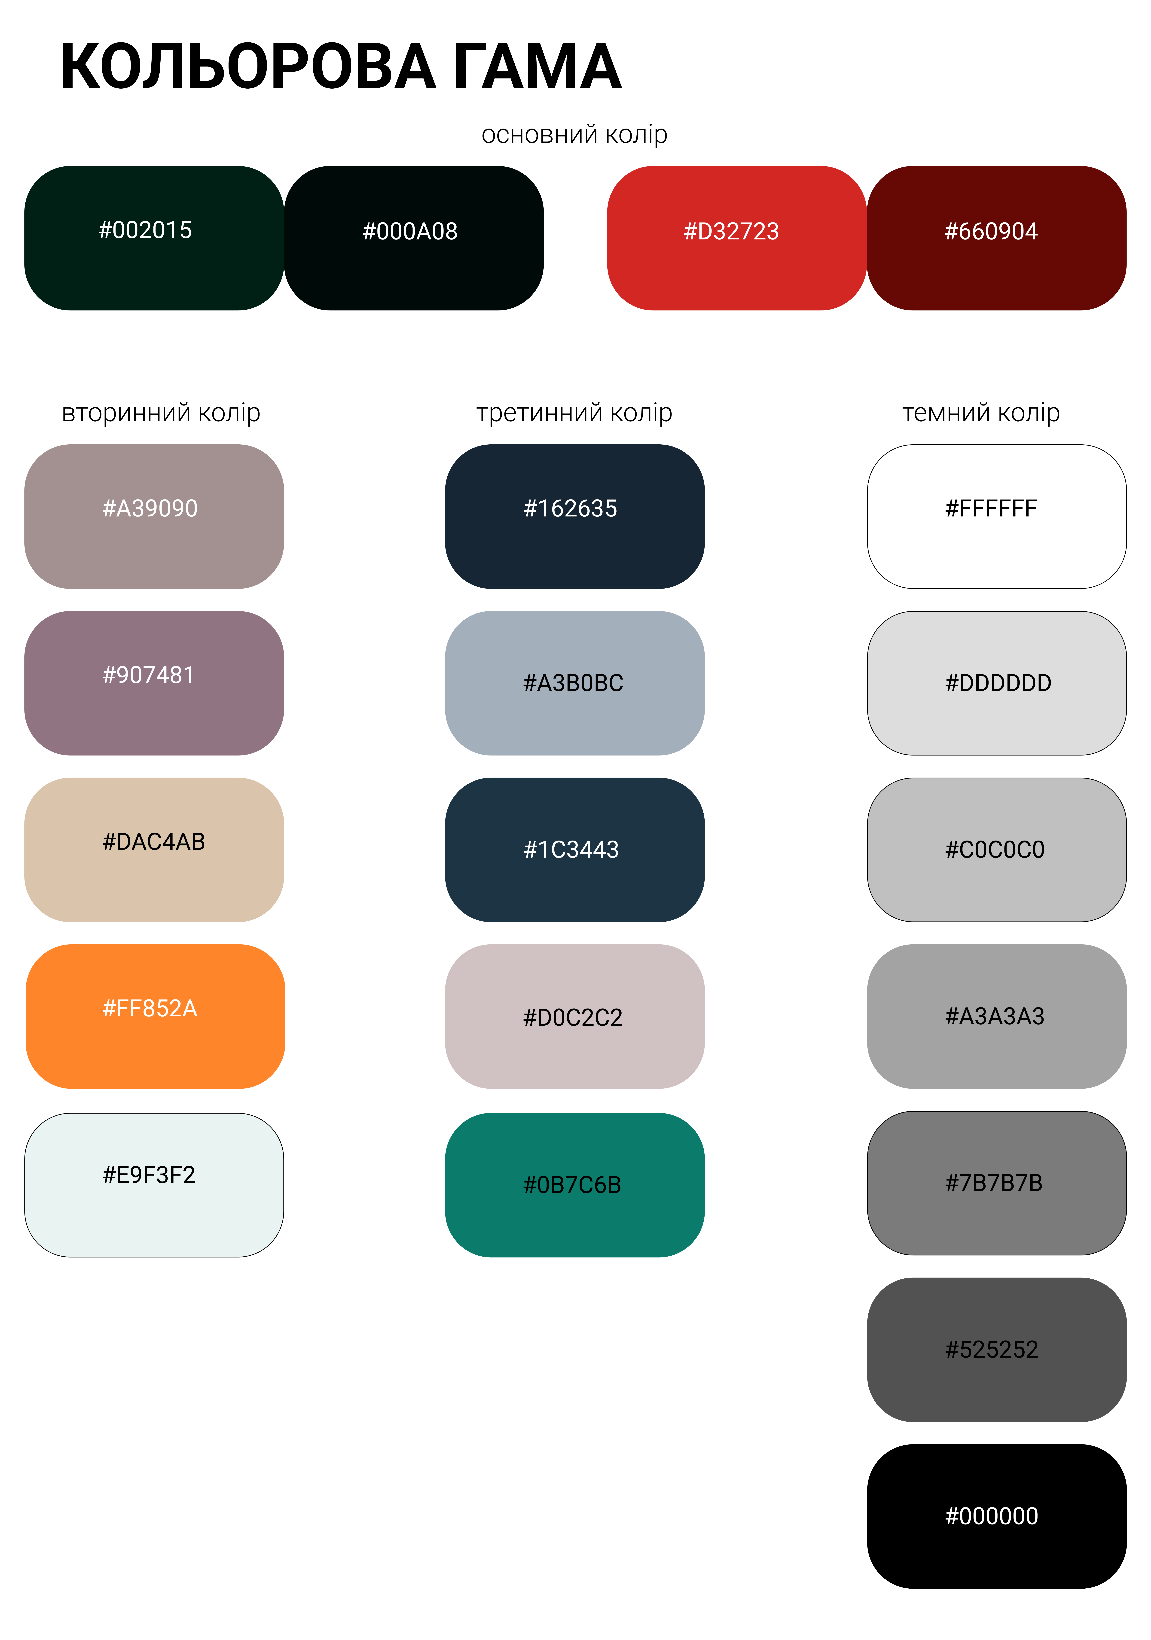 КОЛЬОРОВА ГАМА
основний колір
#002015 #000A08 #D32723 #660904
вторинний колір третинний колір темний колір
#A39090 #162635 #FFFFFF
#907481 #A3B0BC #DDDDDD
#DAC4AB #1C3443 #C0C0C0
#FF852A #D0C2C2 #A3A3A3
#E9F3F2 #0B7C6B #7B7B7B
#525252
#000000